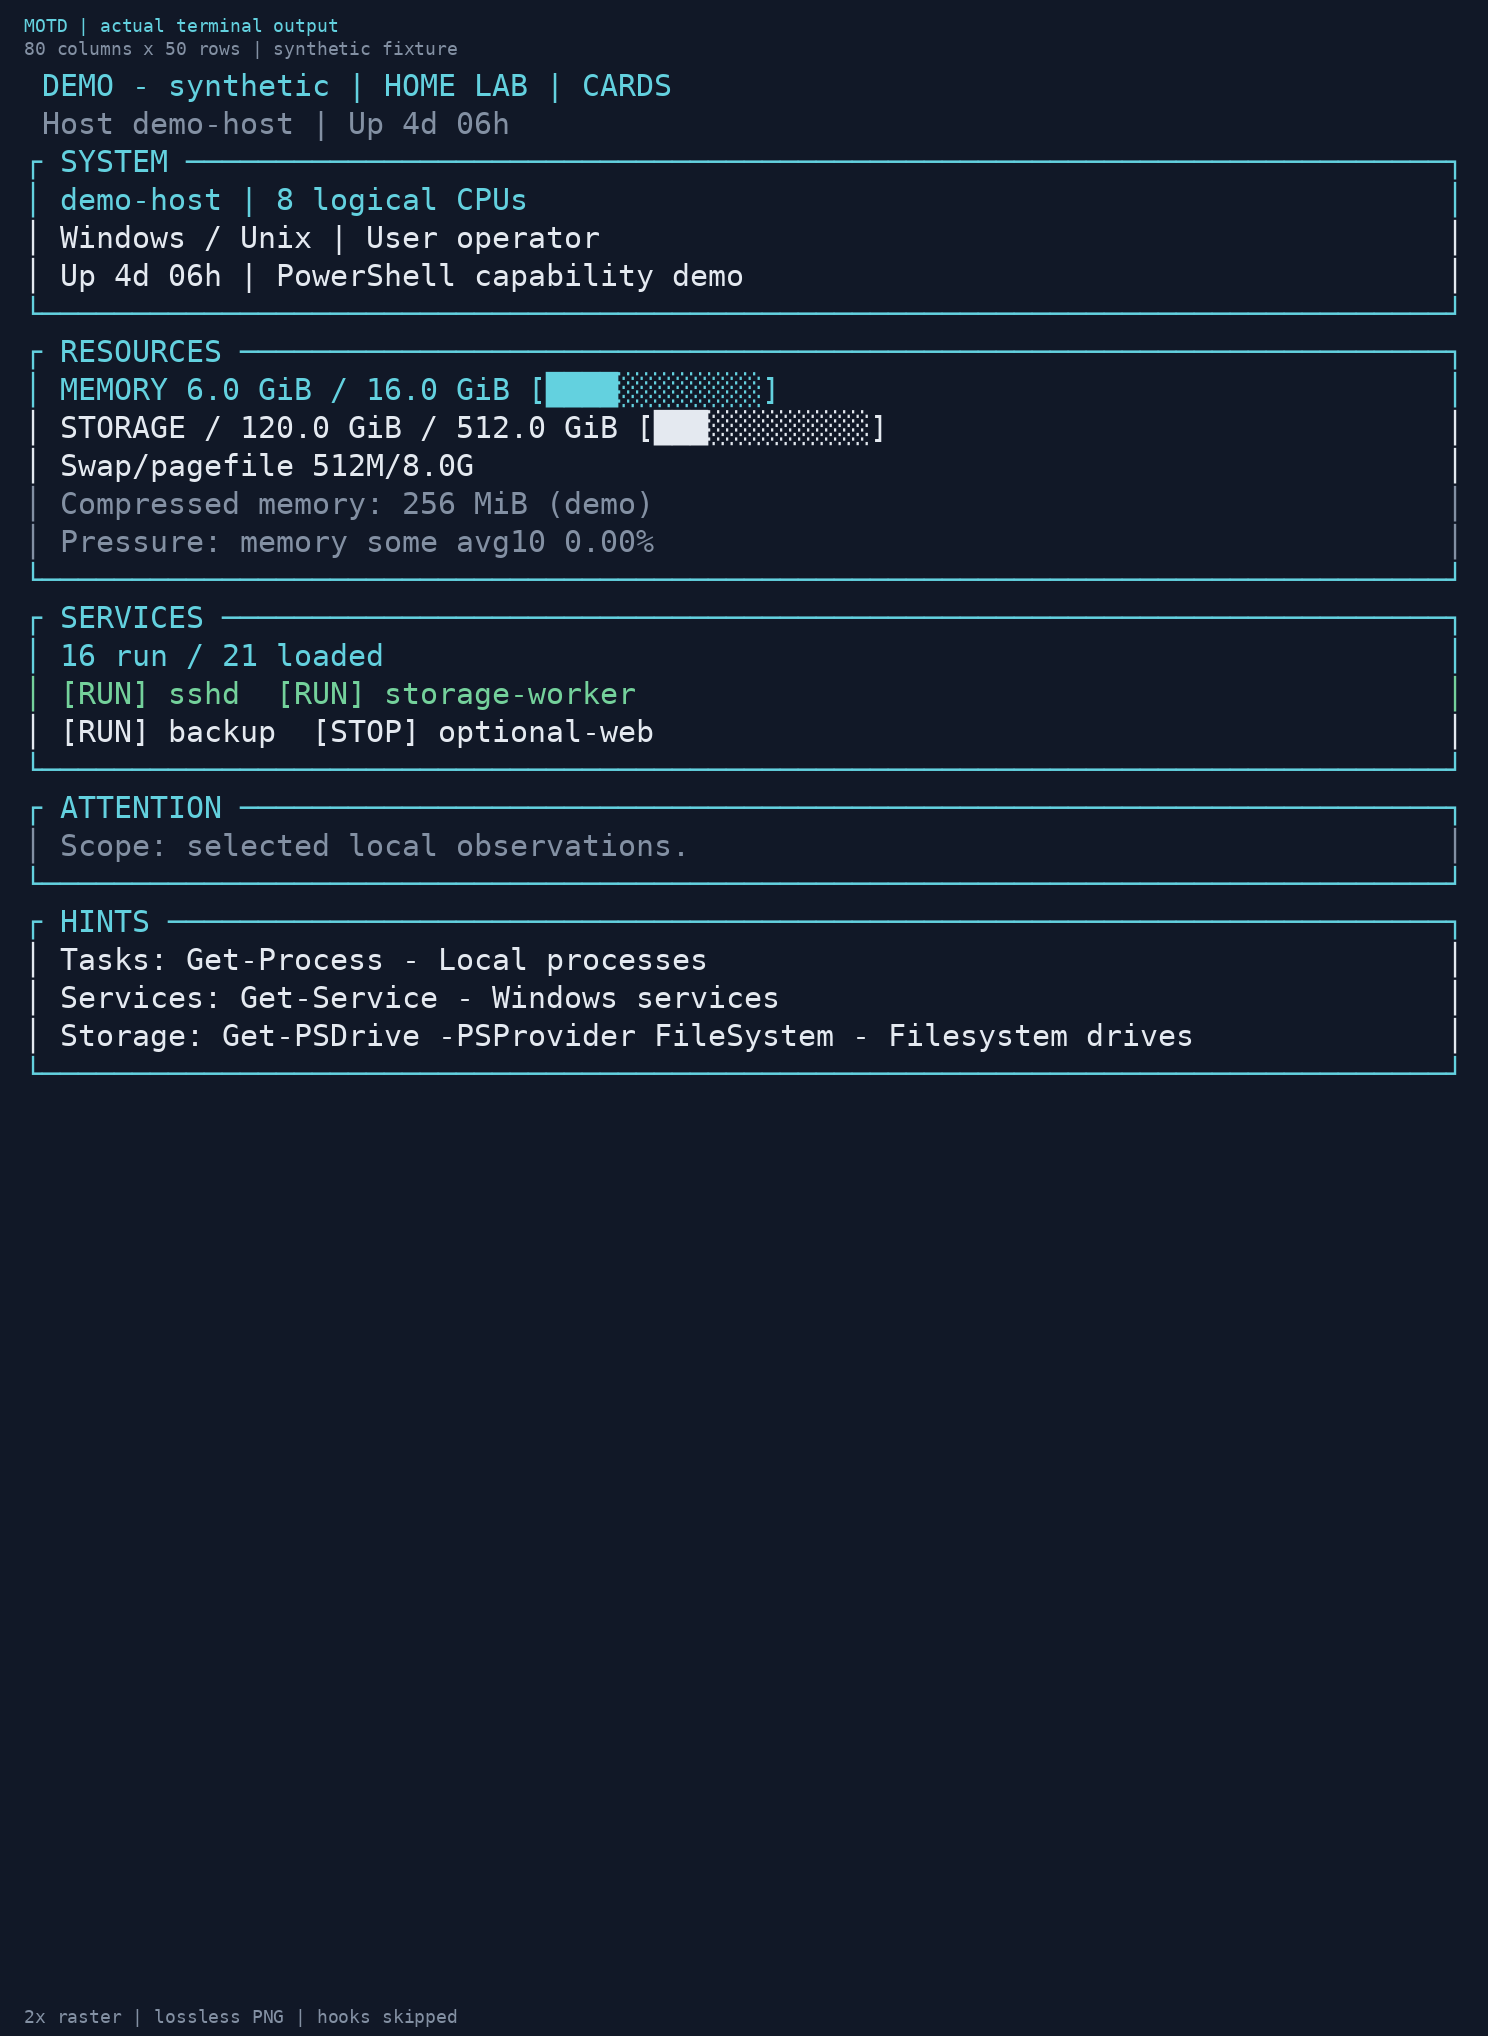 MOTD | actual terminal output
80 columns x 50 rows | synthetic fixture
DEMO - synthetic | HOME LAB | CARDS
Host demo-host | Up 4d 06h
SYSTEM
demo-host | 8 logical CPUs
Windows / Unix | User operator
Up 4d 06h | PowerShell capability demo
RESOURCES
MEMORY 6.0 GiB / 16.0 GiB [████░░░░░░░░]
STORAGE / 120.0 GiB / 512.0 GiB [███░░░░░░░░░]
Swap/pagefile 512M/8.0G
Compressed memory: 256 MiB (demo)
Pressure: memory some avg10 0.00%
SERVICES
16 run / 21 loaded
[RUN] sshd  [RUN] storage-worker
[RUN] backup  [STOP] optional-web
ATTENTION
Scope: selected local observations.
HINTS
Tasks: Get-Process - Local processes
Services: Get-Service - Windows services
Storage: Get-PSDrive -PSProvider FileSystem - Filesystem drives
2x raster | lossless PNG | hooks skipped